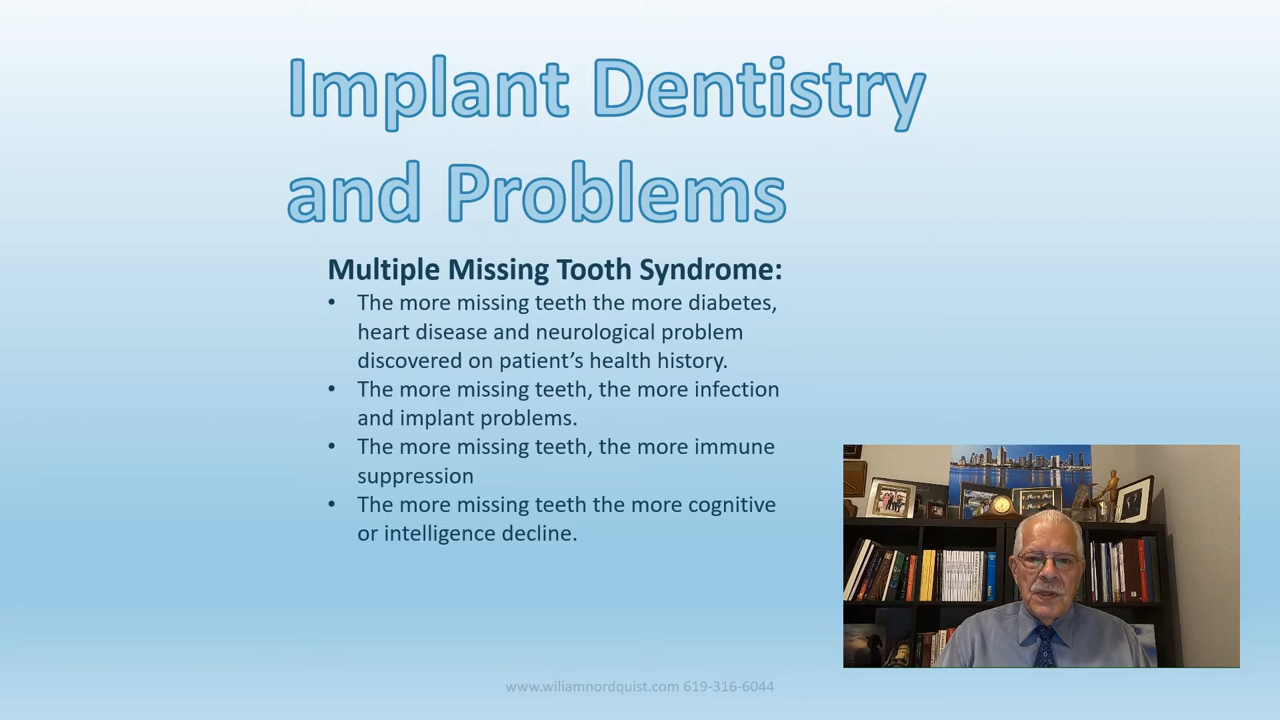 Implant Dentistry
and Problems
Multiple Missing Tooth Syndrome:
• The more missing teeth the more diabetes,
heart disease and neurological problem
discovered on patient’s health history.
• The more missing teeth, the more infection
and implant problems.
• The more missing teeth, the more immune
suppression
• The more missing teeth the more cognitive
or intelligence decline.
www.wiliamnordquist.com 619-316-6044